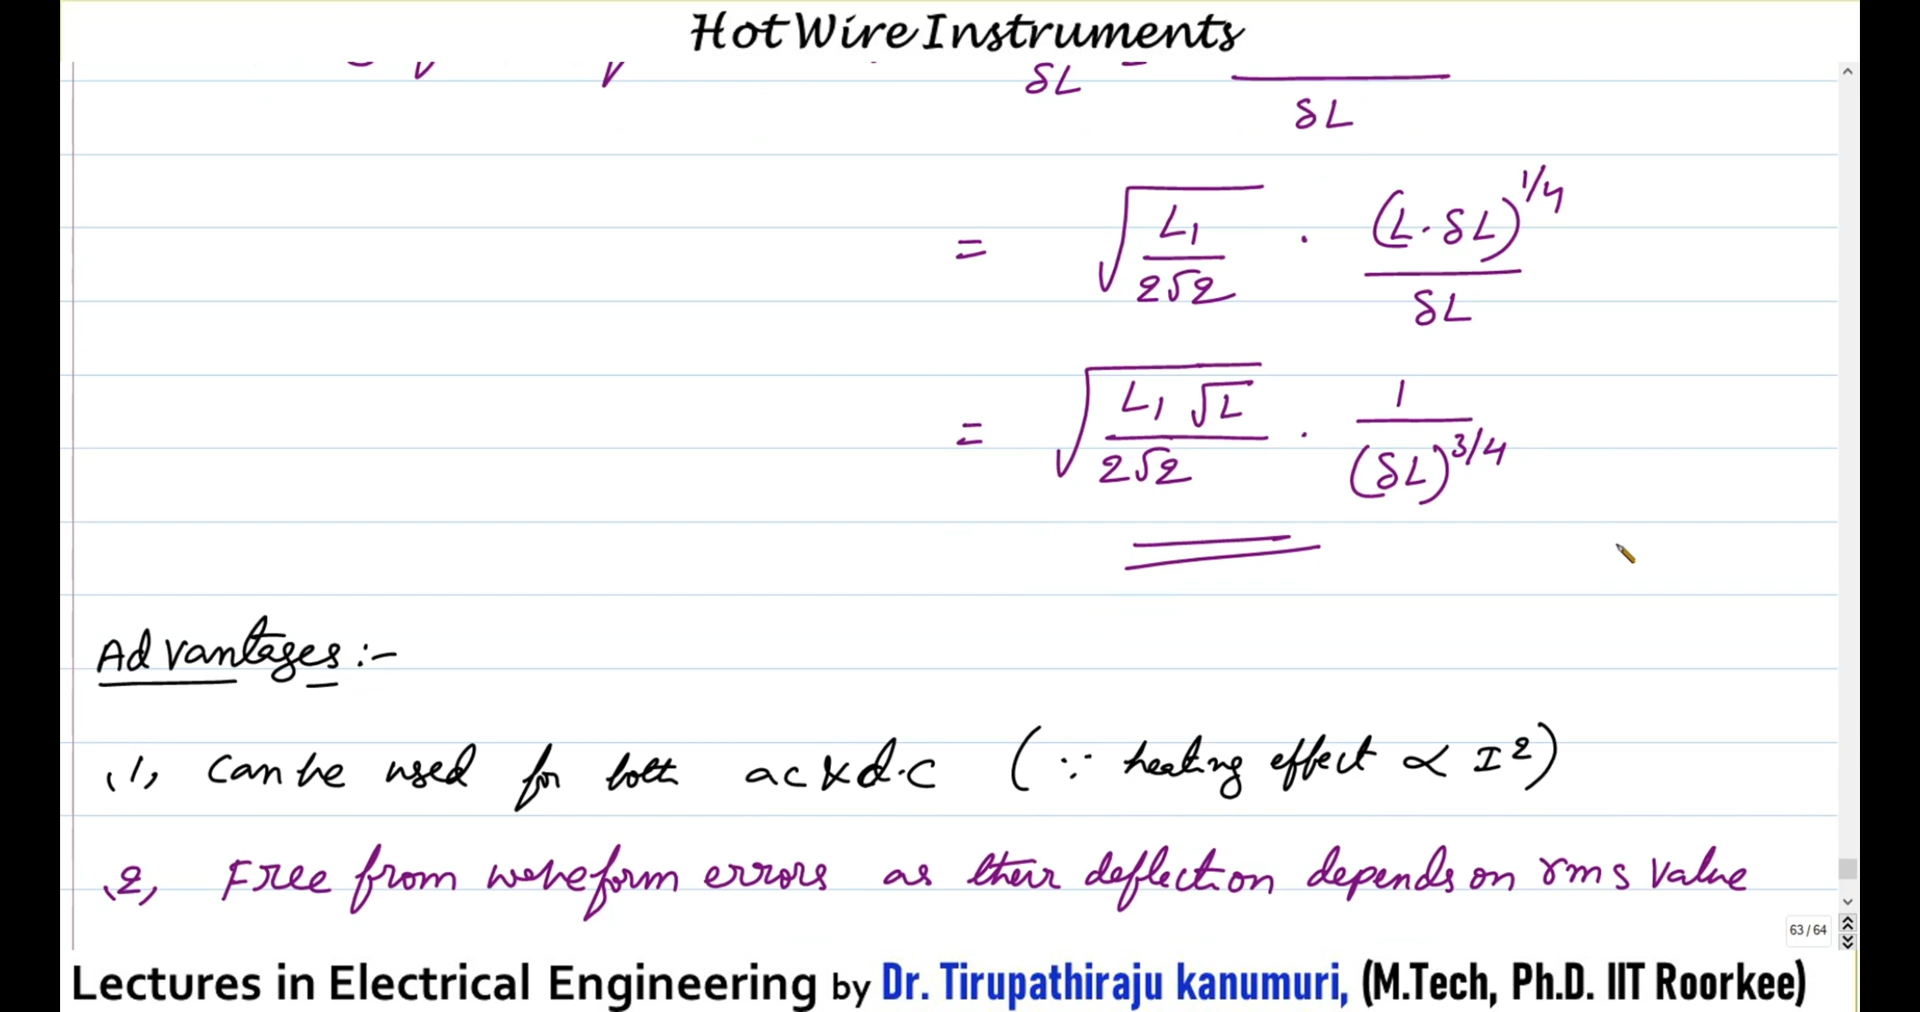 Hot Wire Instruments
δL = δL
= √(L₁/2√2) · (L·δL)^1/4 / δL
= √(L₁√L/2√2) · 1/(δL)^3/4
Advantages :-
(1) Can be used for both ac & d.c (∵ heating effect ∝ I²)
(2) Free from waveform errors as their deflection depends on rms value
63 / 64
Lectures in Electrical Engineering by Dr. Tirupathiraju kanumuri, (M.Tech, Ph.D. IIT Roorkee)